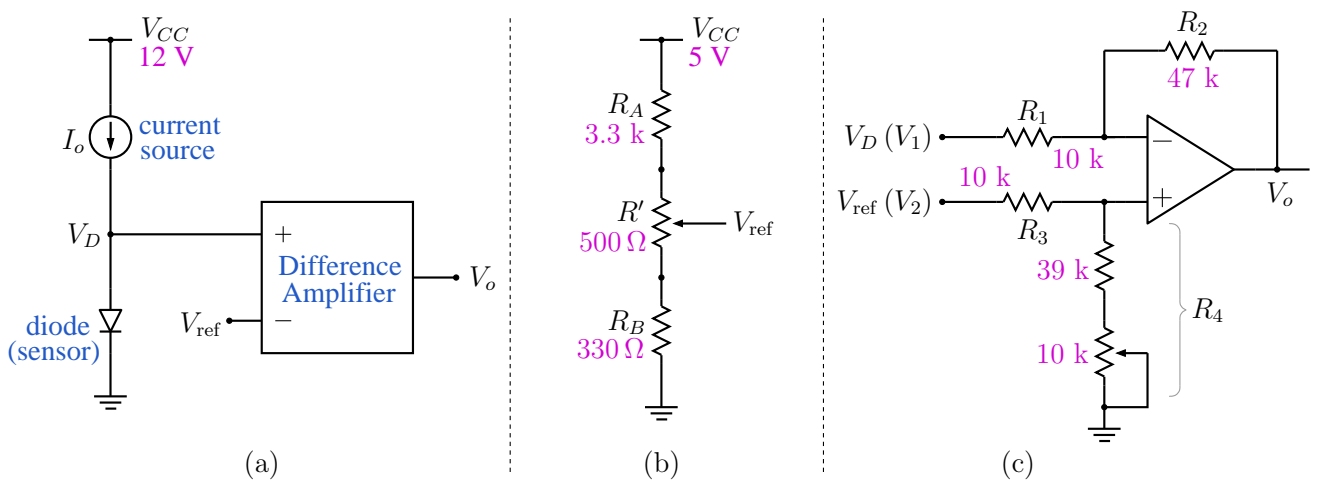 V_CC
12 V
I_o
current
source
V_D
+
Difference
Amplifier
V_o
V_ref
−
diode
(sensor)
(a)
V_CC
5 V
R_A
3.3 k
R′
500 Ω
V_ref
R_B
330 Ω
(b)
R_2
47 k
R_1
V_D (V_1)
10 k
−
10 k
V_ref (V_2)
+
V_o
R_3
39 k
R_4
10 k
(c)